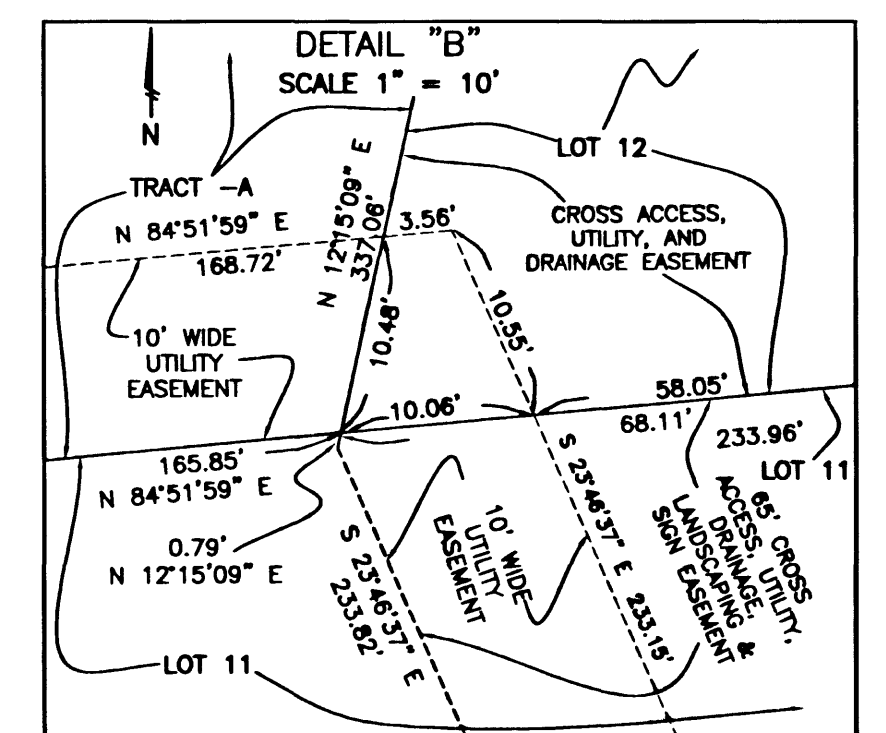 DETAIL "B"
SCALE 1" = 10'
N
LOT 12
TRACT -A
N 84°51'59" E
168.72'
N 12°15'09" E
337.06'
3.56'
CROSS ACCESS,
UTILITY, AND
DRAINAGE EASEMENT
10' WIDE
UTILITY
EASEMENT
10.48'
10.55'
10.06'
58.05'
68.11'
233.96'
LOT 11
165.85'
N 84°51'59" E
0.79'
N 12°15'09" E
S 23°46'37" E
233.82'
10' WIDE
UTILITY
EASEMENT
S 23°46'37" E 233.15'
65' CROSS
ACCESS, UTILITY,
DRAINAGE,
LANDSCAPING &
SIGN EASEMENT
LOT 11